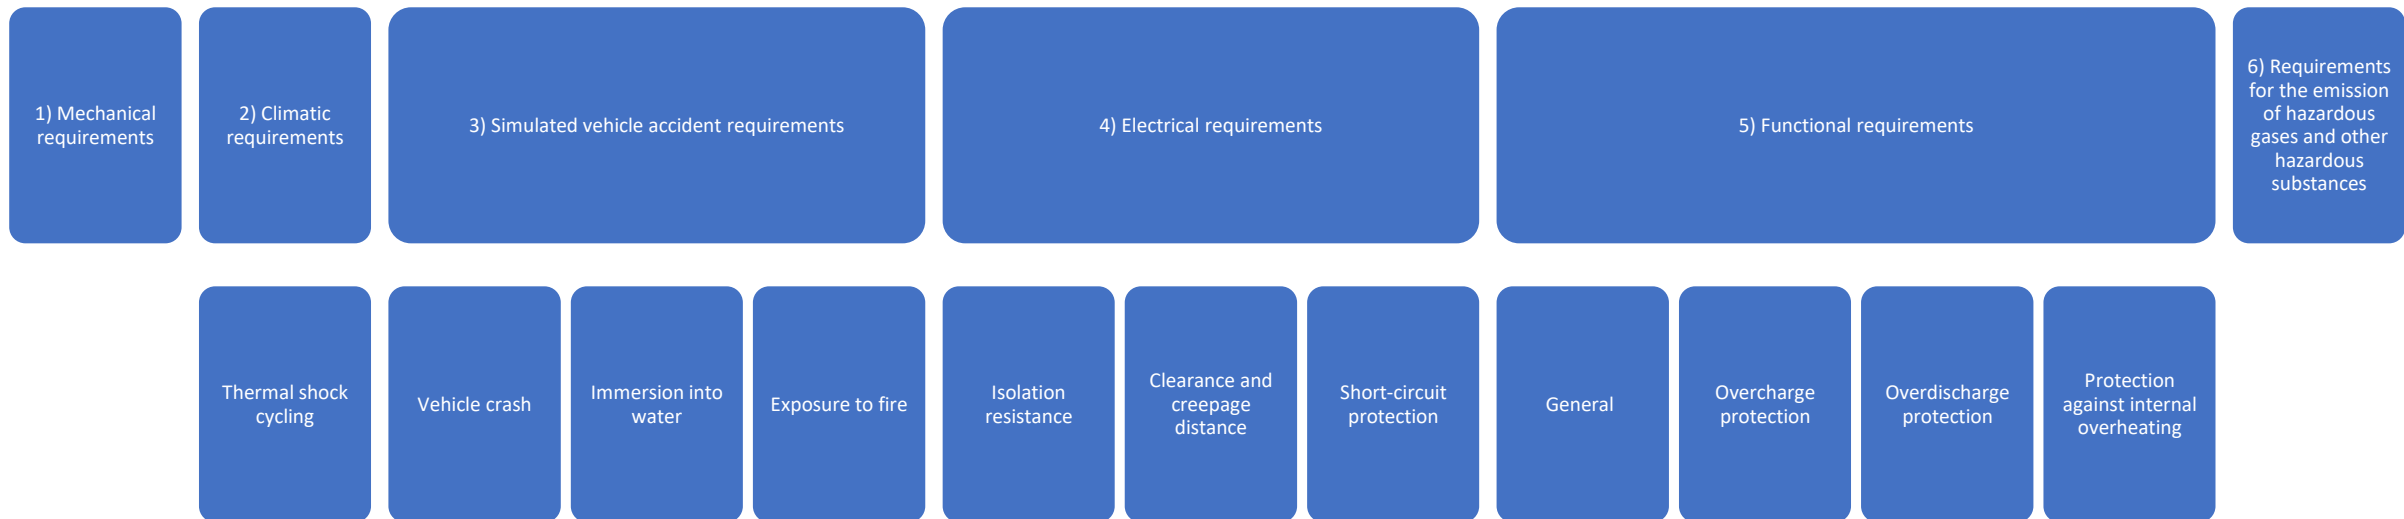 1) Mechanical
requirements
2) Climatic
requirements
3) Simulated vehicle accident requirements
4) Electrical requirements
5) Functional requirements
6) Requirements
for the emission
of hazardous
gases and other
hazardous
substances
Thermal shock
cycling
Vehicle crash
Immersion into
water
Exposure to fire
Isolation
resistance
Clearance and
creepage
distance
Short-circuit
protection
General
Overcharge
protection
Overdischarge
protection
Protection
against internal
overheating